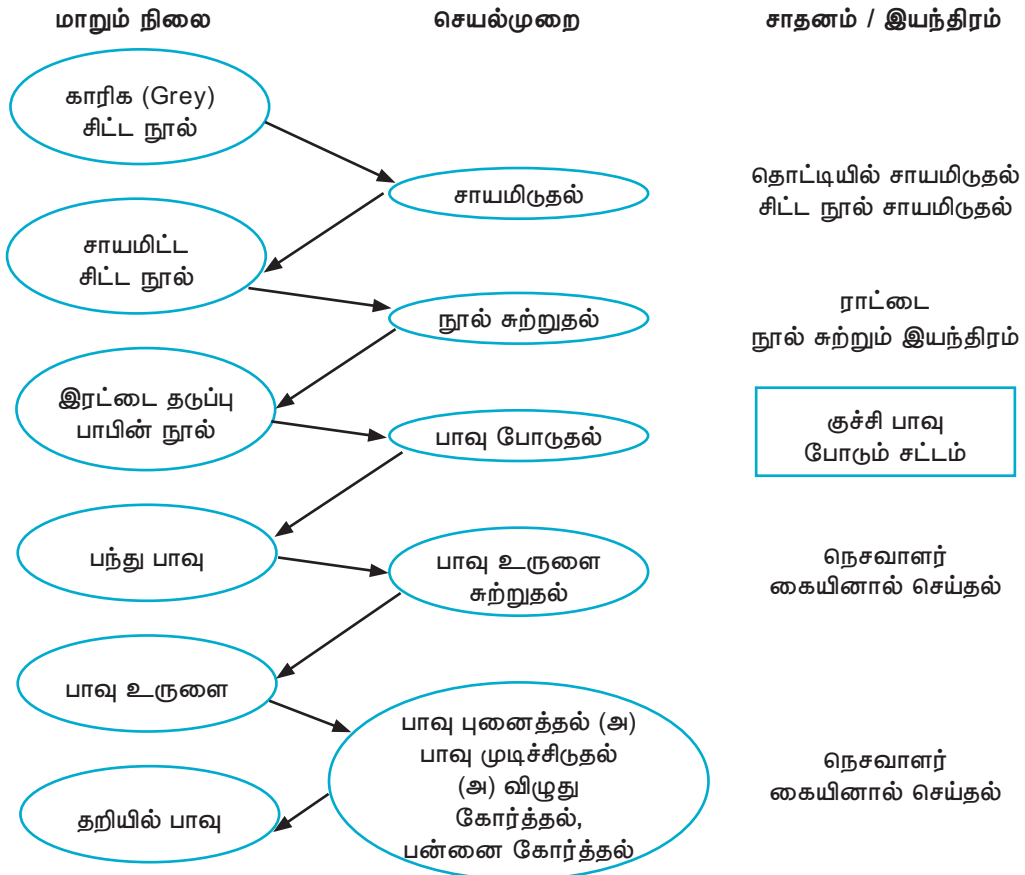 மாறும் நிலை
செயல்முறை
சாதனம் / இயந்திரம்
காரிக (Grey)
சிட்ட நூல்
சாயமிடுதல்
தொட்டியில் சாயமிடுதல்
சிட்ட நூல் சாயமிடுதல்
சாயமிட்ட
சிட்ட நூல்
நூல் சுற்றுதல்
ராட்டை
நூல் சுற்றும் இயந்திரம்
இரட்டை தடுப்பு
பாபின் நூல்
பாவு போடுதல்
குச்சி பாவு
போடும் சட்டம்
பந்து பாவு
பாவு உருளை
சுற்றுதல்
நெசவாளர்
கையினால் செய்தல்
பாவு உருளை
பாவு புனைத்தல் (அ)
பாவு முடிச்சிடுதல்
(அ) விழுது
கோர்த்தல்,
பன்னை கோர்த்தல்
நெசவாளர்
கையினால் செய்தல்
தறியில் பாவு